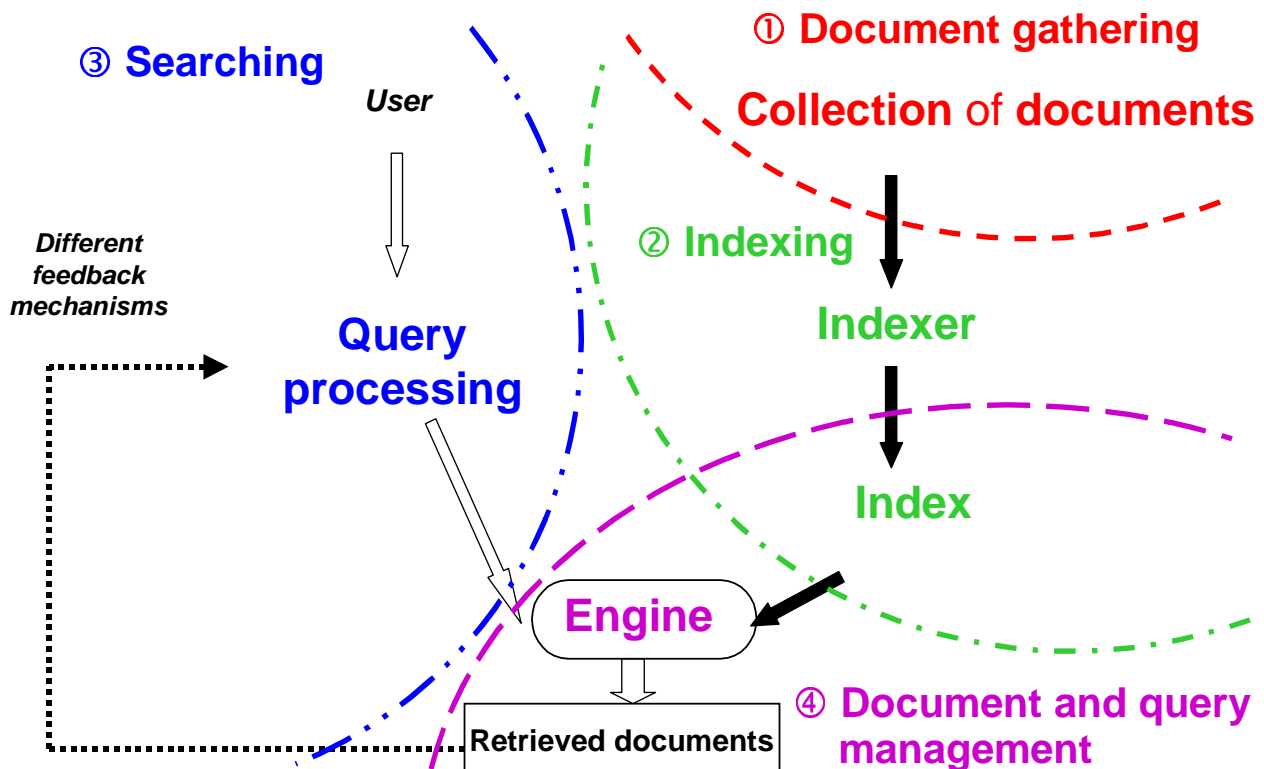 ① Document gathering
③ Searching
User
Collection of documents
Different
feedback
mechanisms
② Indexing
Query
processing
Indexer
Index
Engine
④ Document and query
management
Retrieved documents